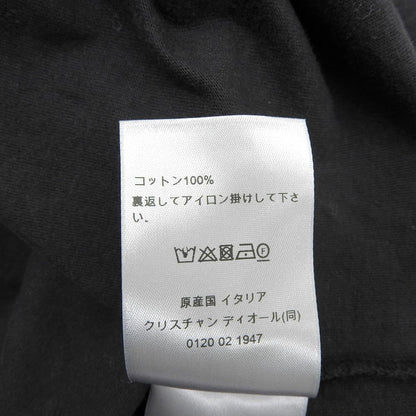 コットン100%
裏返してアイロン掛けして下さ
い.
原産国 イタリア
クリスチャン ディオール(同)
0120 02 1947